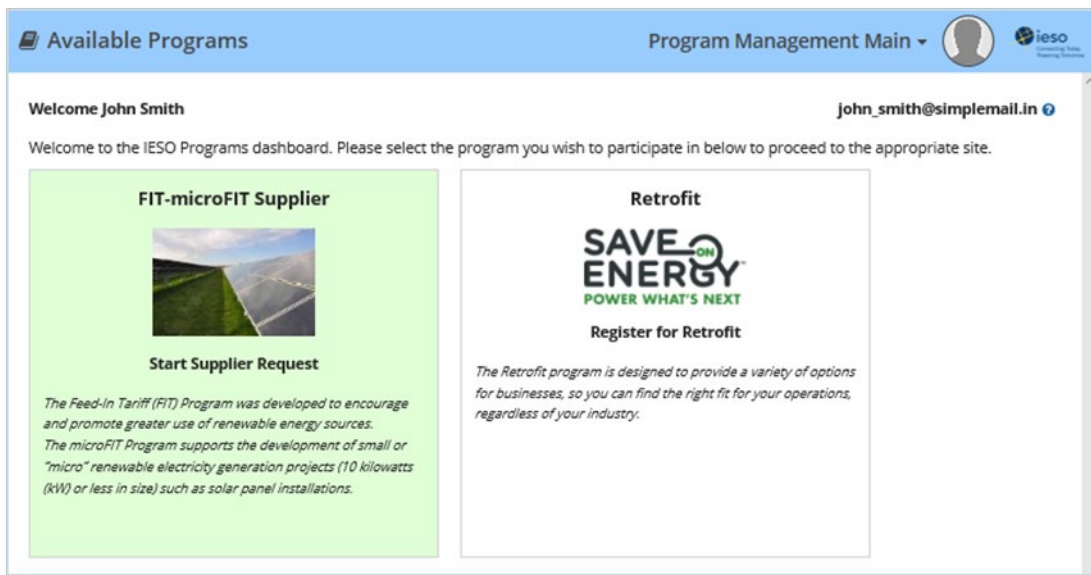 Available Programs
Program Management Main
ieso
Connecting Today.
Powering Tomorrow.
Welcome John Smith
john_smith@simplemail.in
Welcome to the IESO Programs dashboard. Please select the program you wish to participate in below to proceed to the appropriate site.
FIT-microFIT Supplier
Start Supplier Request
The Feed-In Tariff (FIT) Program was developed to encourage
and promote greater use of renewable energy sources.
The microFIT Program supports the development of small or
"micro" renewable electricity generation projects (10 kilowatts
(kW) or less in size) such as solar panel installations.
Retrofit
SAVE ON
ENERGY
POWER WHAT'S NEXT
Register for Retrofit
The Retrofit program is designed to provide a variety of options
for businesses, so you can find the right fit for your operations,
regardless of your industry.